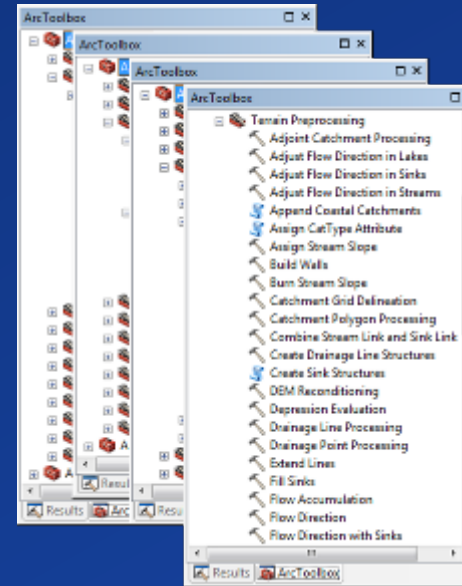 ArcToolbox
A
ArcToolbox
A
ArcToolbox
A
ArcToolbox
Terrain Preprocessing
Adjoint Catchment Processing
Adjust Flow Direction in Lakes
Adjust Flow Direction in Sinks
Adjust Flow Direction in Streams
Append Coastal Catchments
Assign CatType Attribute
Assign Stream Slope
Build Walls
Burn Stream Slope
Catchment Grid Delineation
Catchment Polygon Processing
Combine Stream Link and Sink Link
Create Drainage Line Structures
Create Sink Structures
DEM Reconditioning
Depression Evaluation
Drainage Line Processing
Drainage Point Processing
Extend Lines
Fill Sinks
Flow Accumulation
Flow Direction
Flow Direction with Sinks
A
A
A
Results Arc
Resul
Resu
Results ArcToolbox